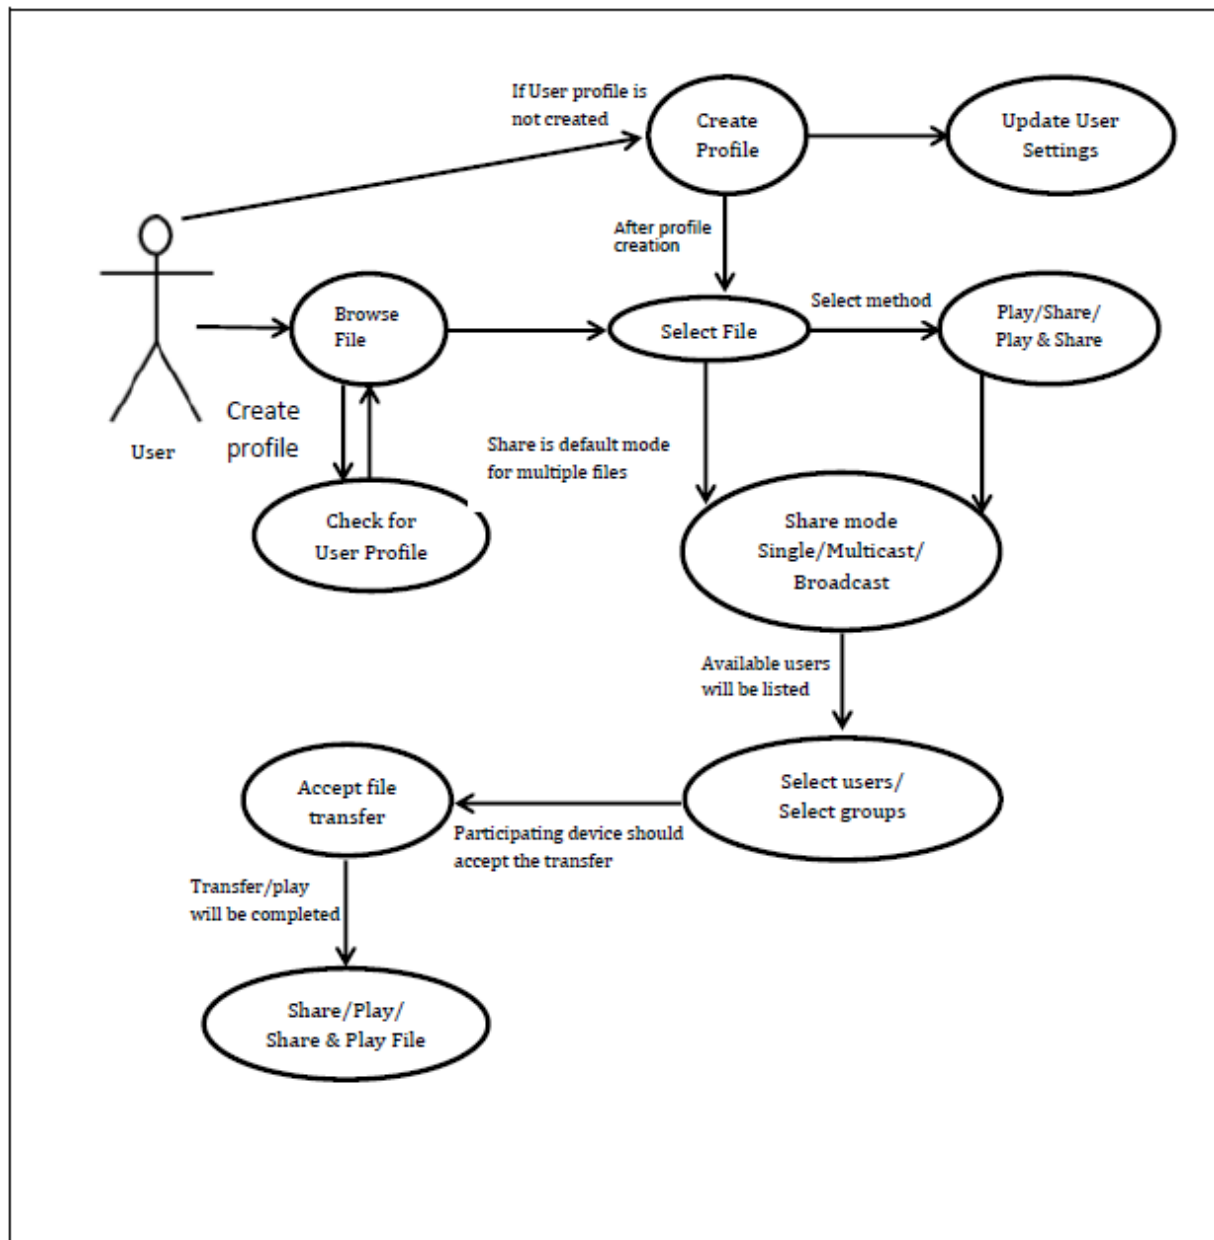 If User profile is
not created
Create
Profile
Update User
Settings
After profile
creation
Browse
File
Select File
Select method
Play/Share/
Play & Share
User
Create
profile
Share is default mode
for multiple files
Check for
User Profile
Share mode
Single/Multicast/
Broadcast
Available users
will be listed
Select users/
Select groups
Accept file
transfer
Participating device should
accept the transfer
Transfer/play
will be completed
Share/Play/
Share & Play File